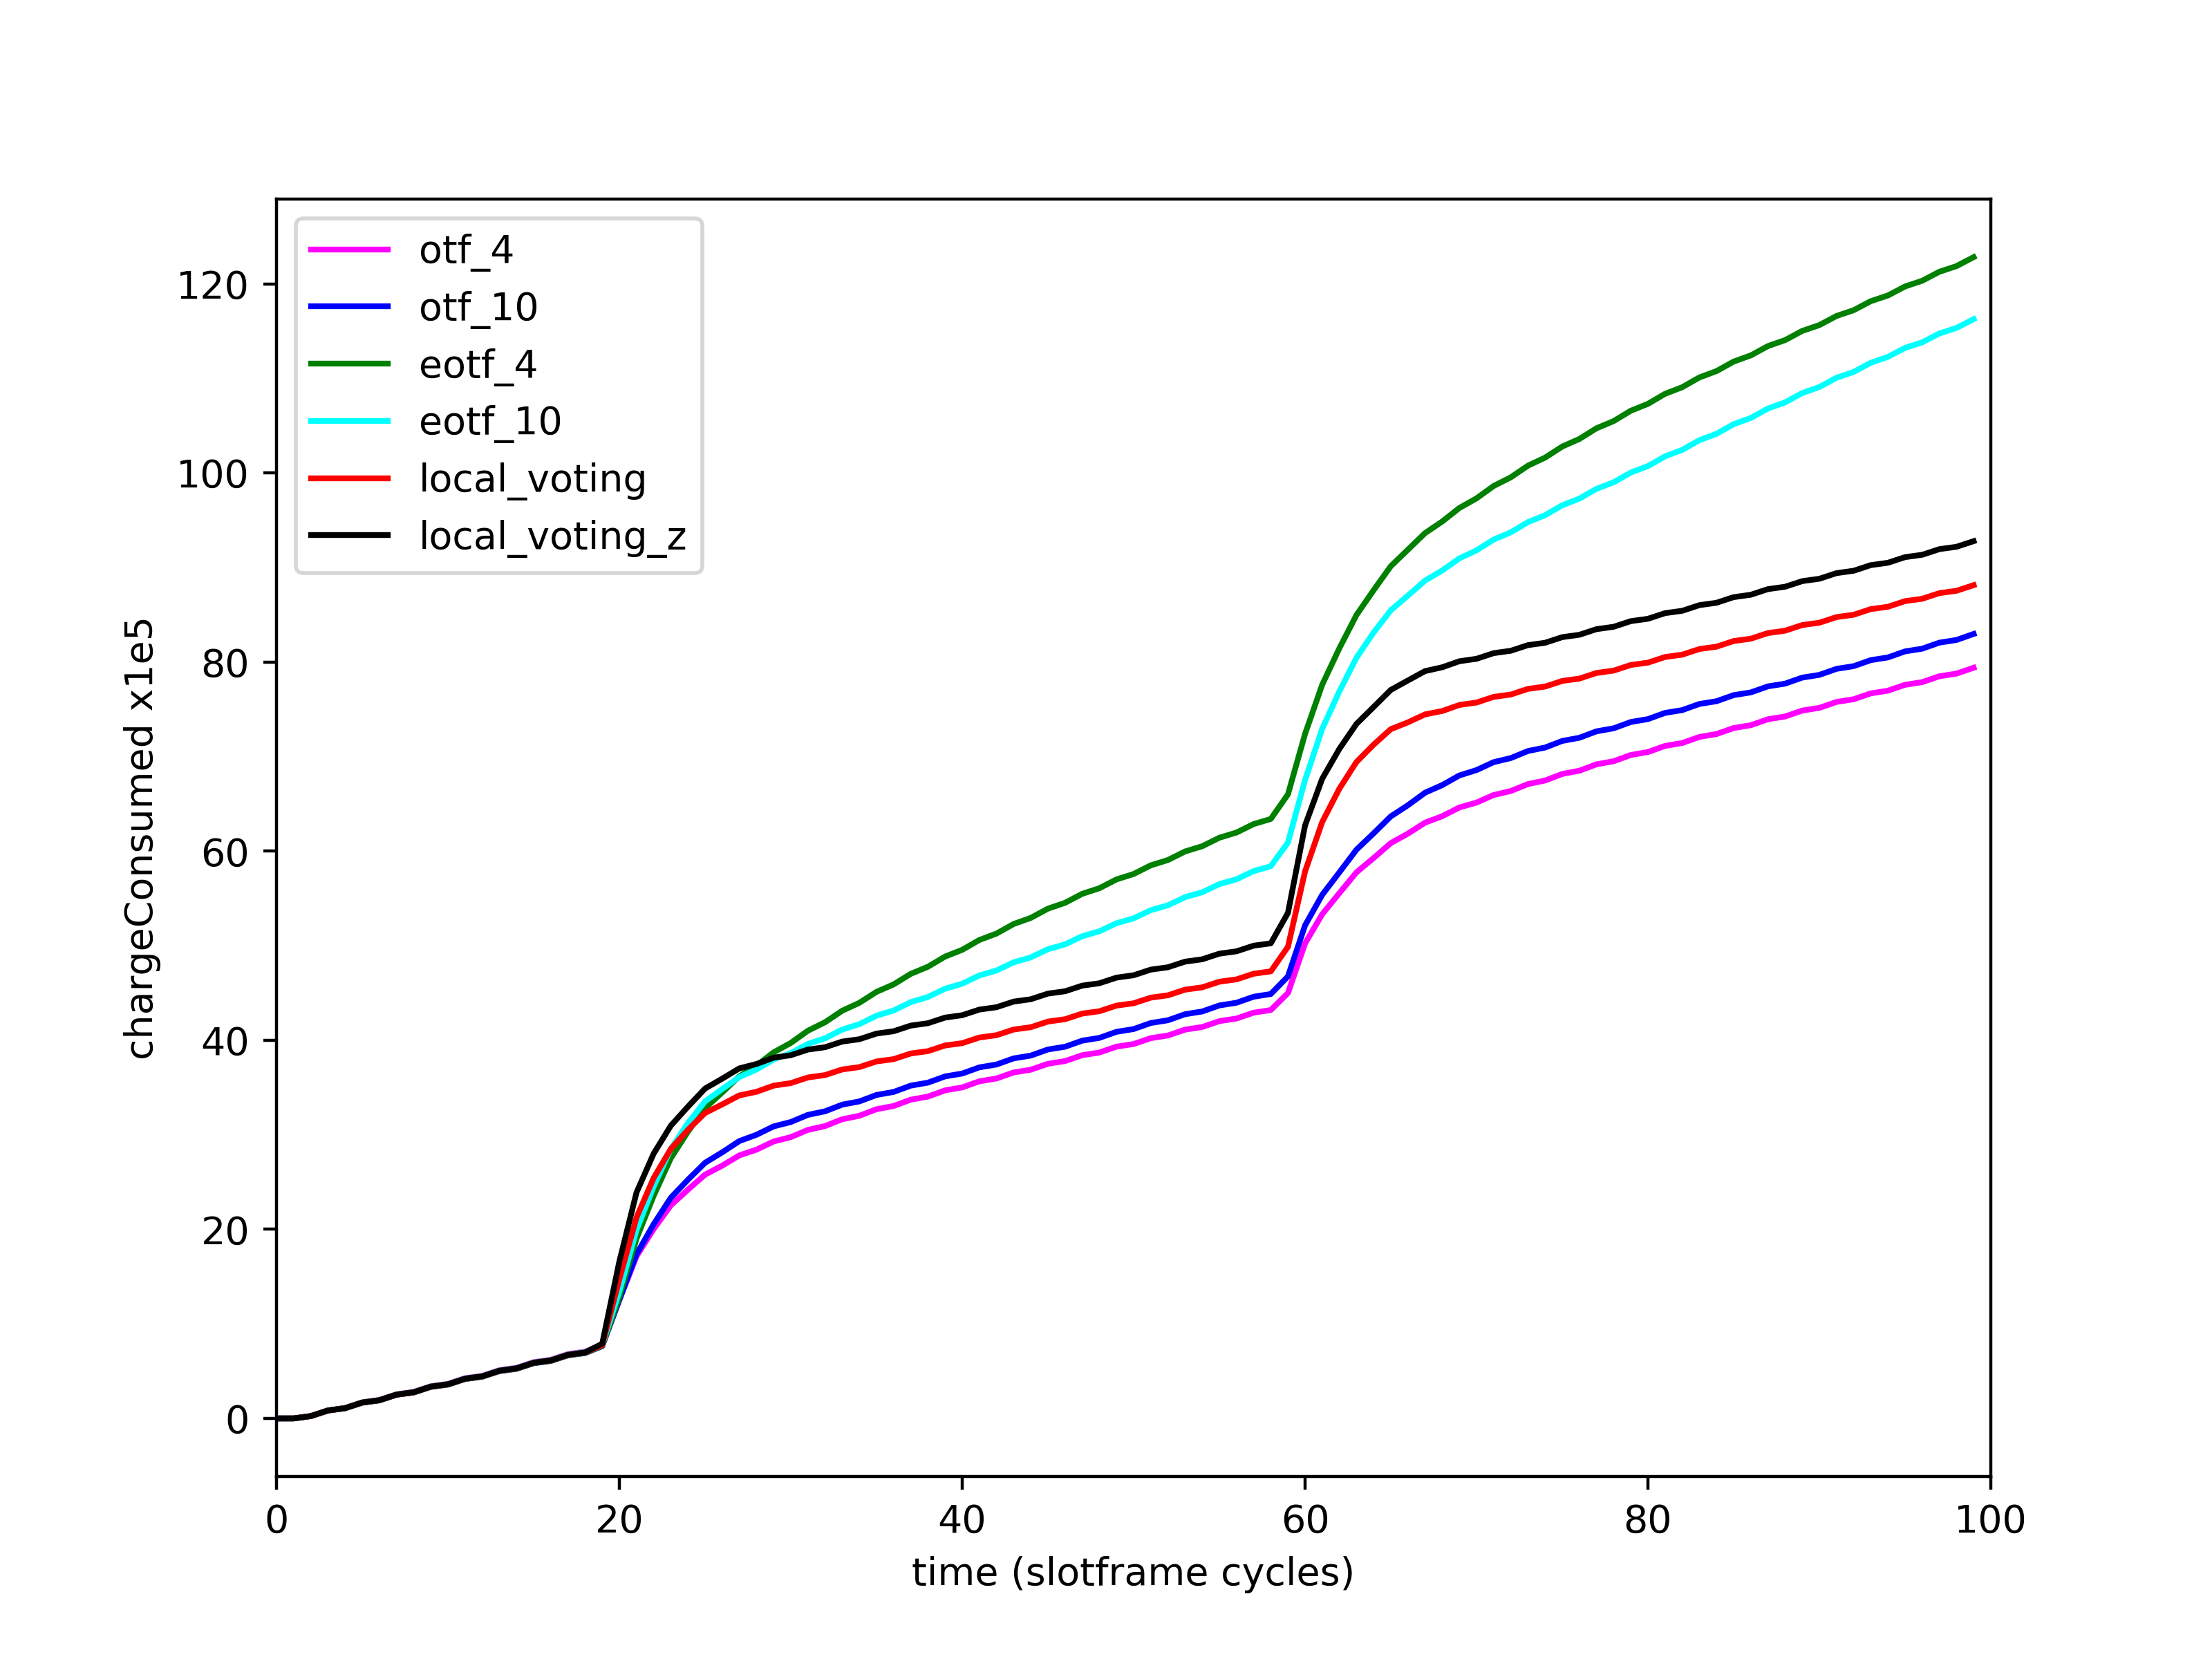 otf_4
otf_10
eotf_4
eotf_10
local_voting
local_voting_z
120
100
80
60
40
20
0
chargeConsumed x1e5
0 20 40 60 80 100
time (slotframe cycles)